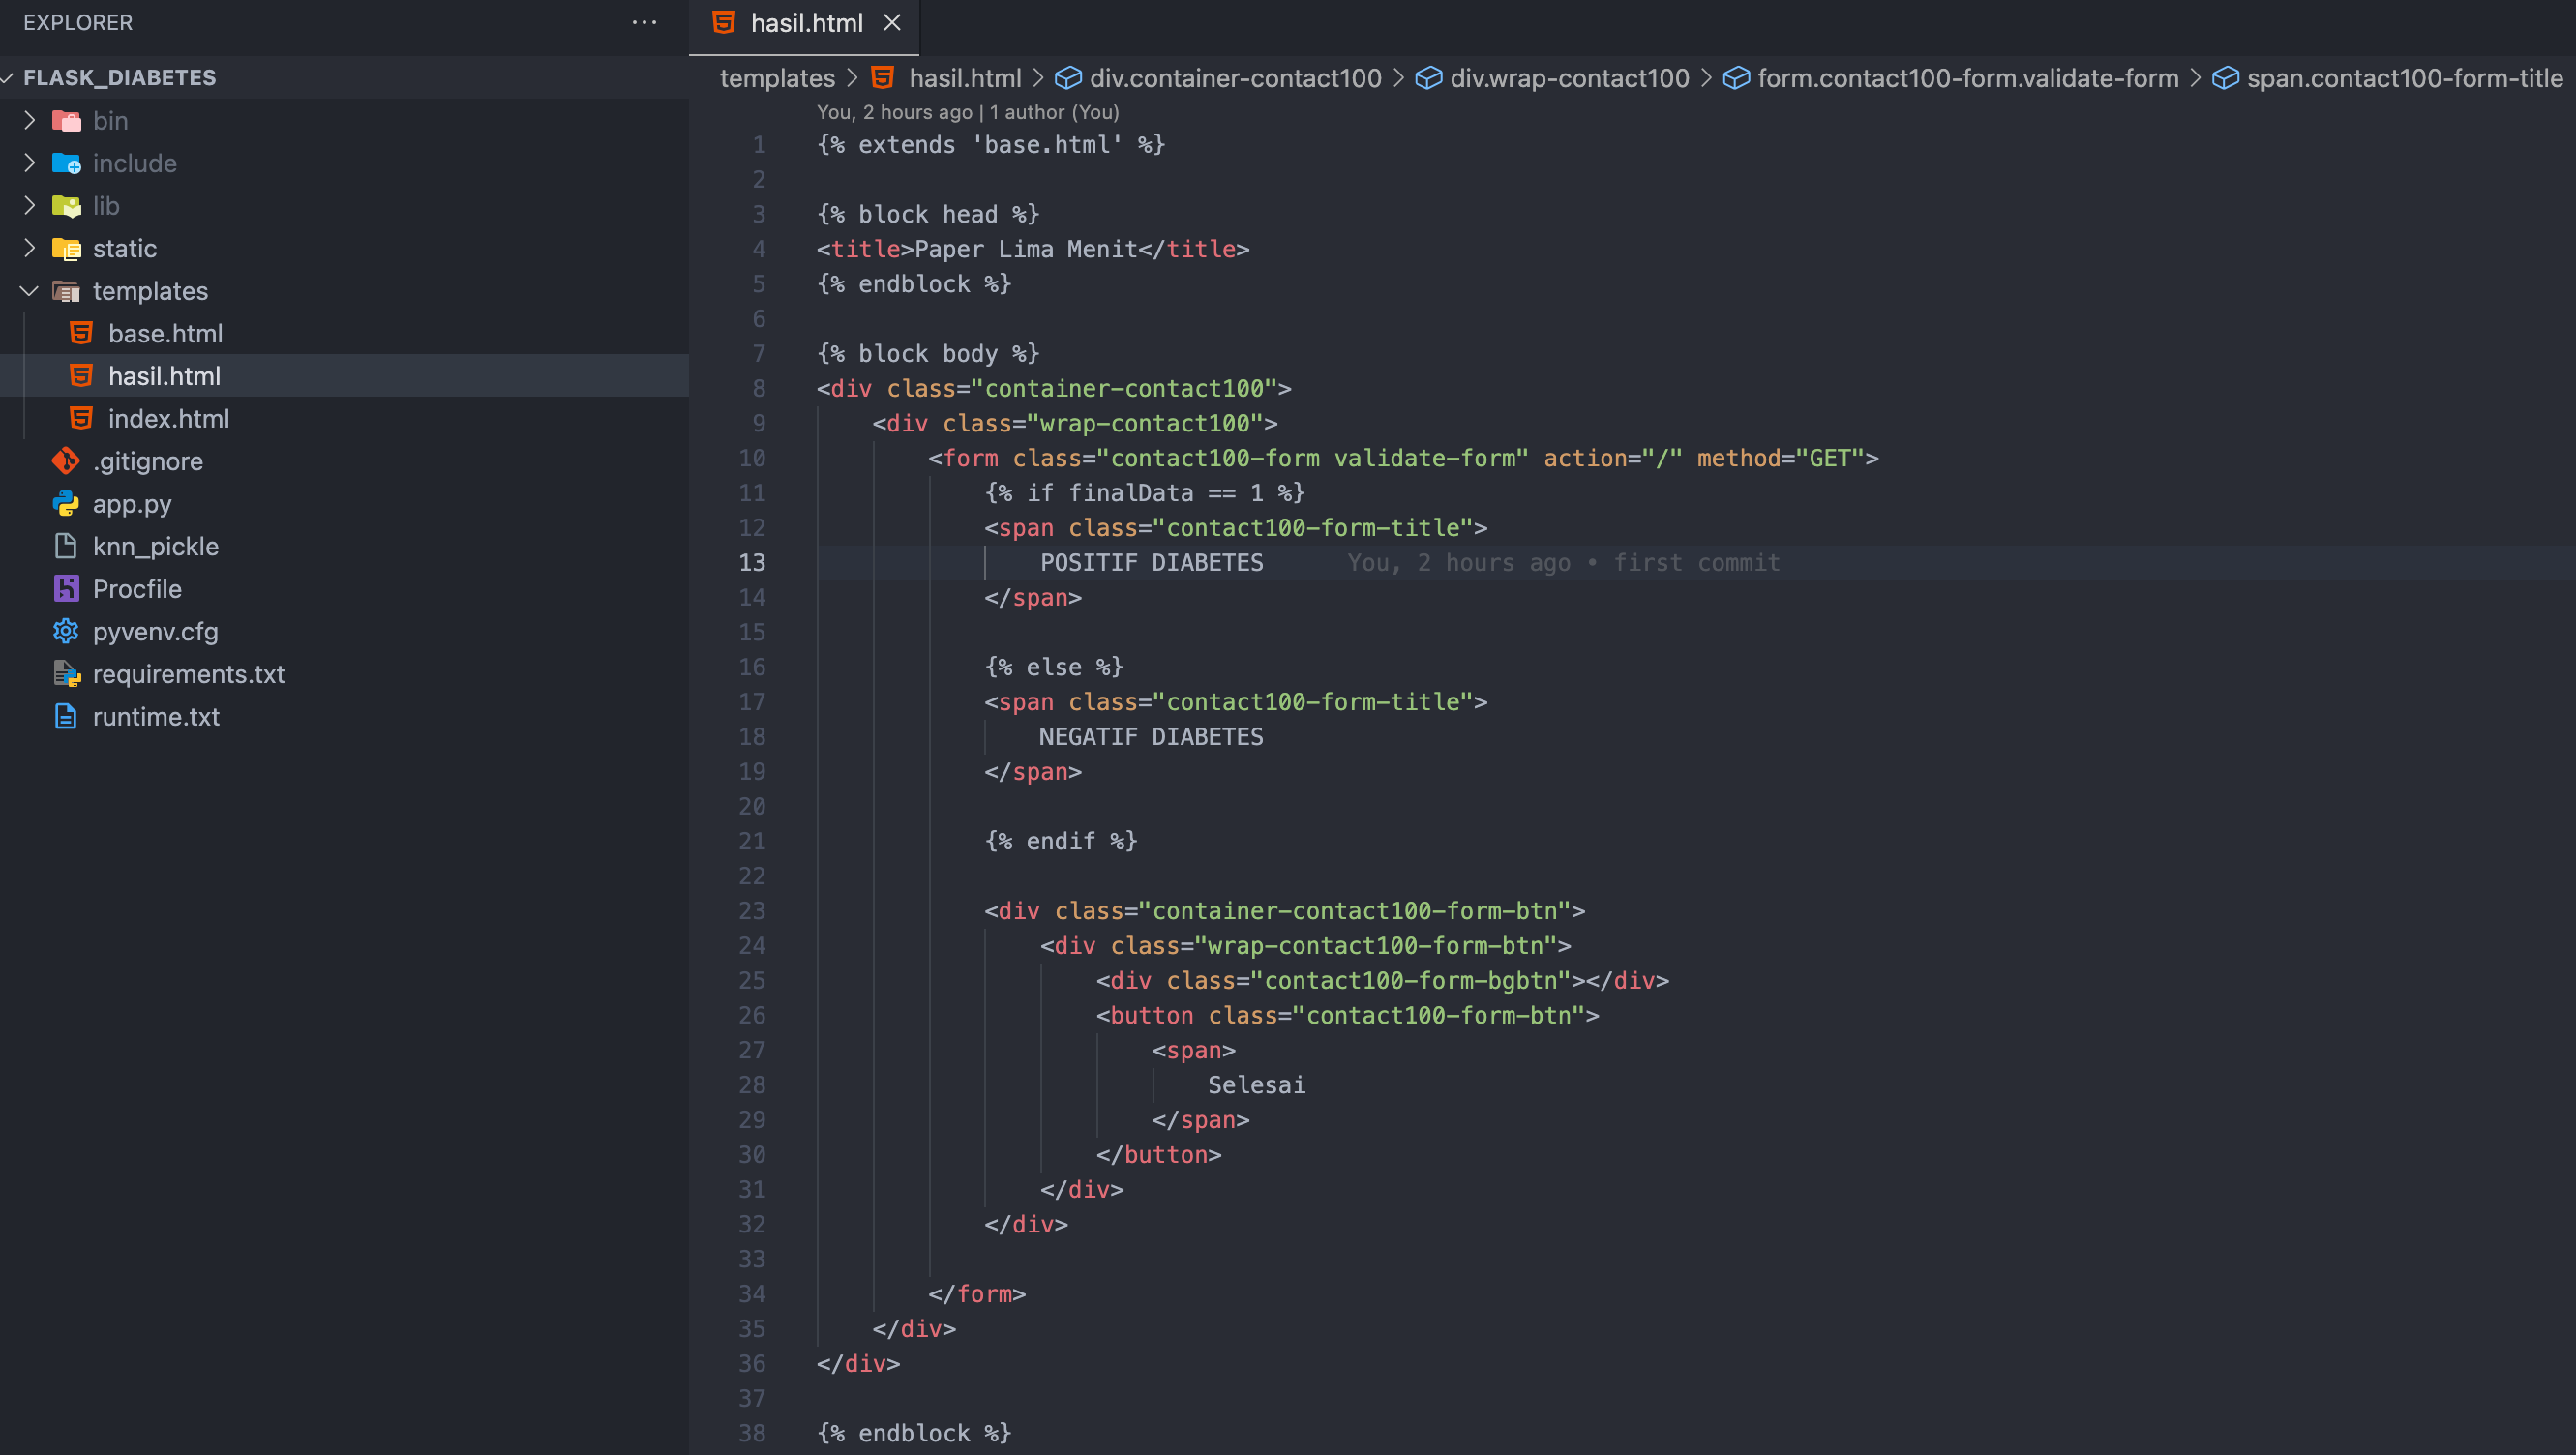 EXPLORER
FLASK_DIABETES
bin
include
lib
static
templates
base.html
hasil.html
index.html
.gitignore
app.py
knn_pickle
Procfile
pyvenv.cfg
requirements.txt
runtime.txt
hasil.html
templates > hasil.html > div.container-contact100 > div.wrap-contact100 > form.contact100-form.validate-form > span.contact100-form-title
You, 2 hours ago | 1 author (You)
1 {% extends 'base.html' %}
2
3 {% block head %}
4 <title>Paper Lima Menit</title>
5 {% endblock %}
6
7 {% block body %}
8 <div class="container-contact100">
9 <div class="wrap-contact100">
10 <form class="contact100-form validate-form" action="/" method="GET">
11 {% if finalData == 1 %}
12 <span class="contact100-form-title">
13 POSITIF DIABETES You, 2 hours ago • first commit
14 </span>
15
16 {% else %}
17 <span class="contact100-form-title">
18 NEGATIF DIABETES
19 </span>
20
21 {% endif %}
22
23 <div class="container-contact100-form-btn">
24 <div class="wrap-contact100-form-btn">
25 <div class="contact100-form-bgbtn"></div>
26 <button class="contact100-form-btn">
27 <span>
28 Selesai
29 </span>
30 </button>
31 </div>
32 </div>
33
34 </form>
35 </div>
36 </div>
37
38 {% endblock %}